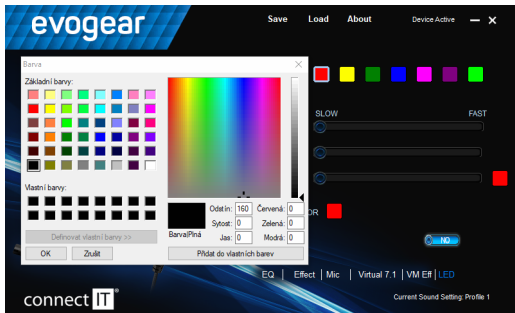 evogear
Save Load About Device Active
Barva
Základní barvy:
SLOW FAST
Vlastní barvy:
Odstín: 160 Červená: 0
Sytost: 0 Zelená: 0
Barva|Plná Jas: 0 Modrá: 0
OR
Definovat vlastní barvy >>
NO
OK Zrušit Přidat do vlastních barev
EQ | Effect | Mic | Virtual 7.1 | VM Eff | LED
connect IT®
Current Sound Setting: Profile 1